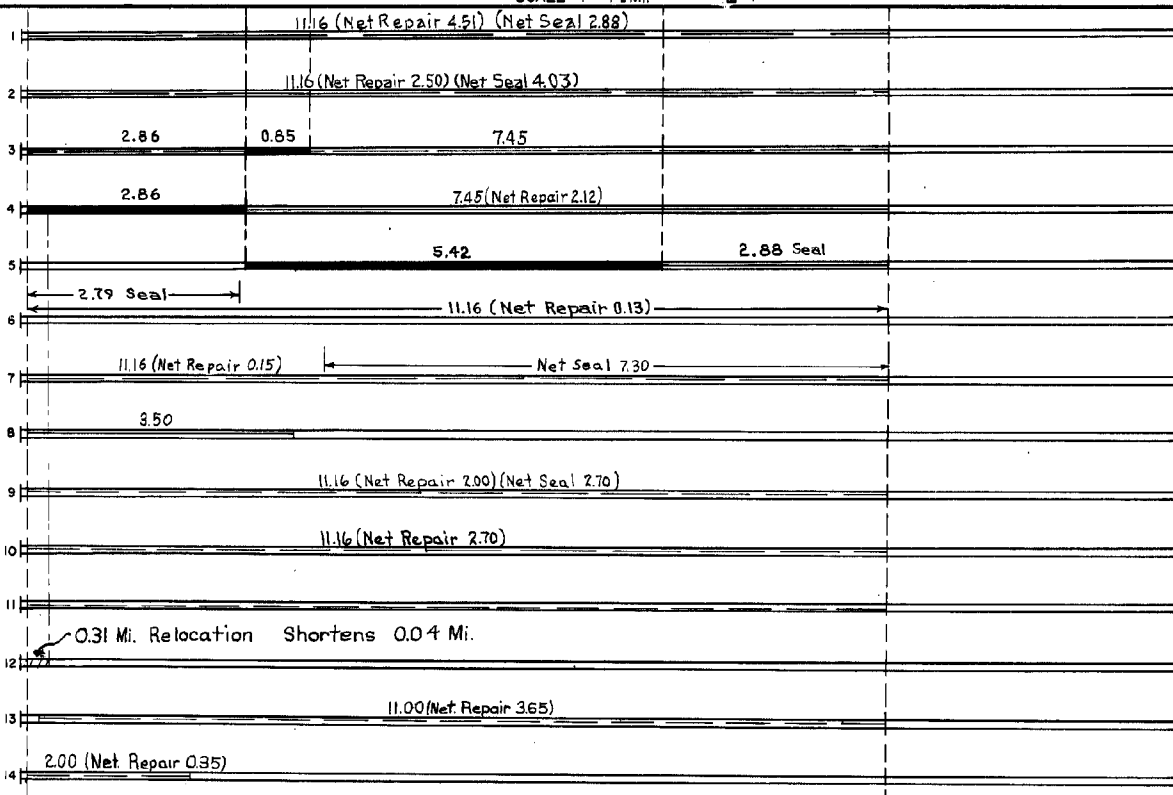 11.16 (Net Repair 4.51) (Net Seal 2.88)
1
11.16 (Net Repair 2.50) (Net Seal 4.03)
2
2.86 0.85 7.45
3
2.86 7.45 (Net Repair 2.12)
4
5.42 2.88 Seal
5
2.79 Seal
11.16 (Net Repair 0.13)
6
11.16 (Net Repair 0.15) Net Seal 7.30
7
3.50
8
11.16 (Net Repair 2.00) (Net Seal 2.70)
9
11.16 (Net Repair 2.70)
10
11
0.31 Mi. Relocation Shortens 0.04 Mi.
12
11.00 (Net Repair 3.65)
13
2.00 (Net Repair 0.35)
14